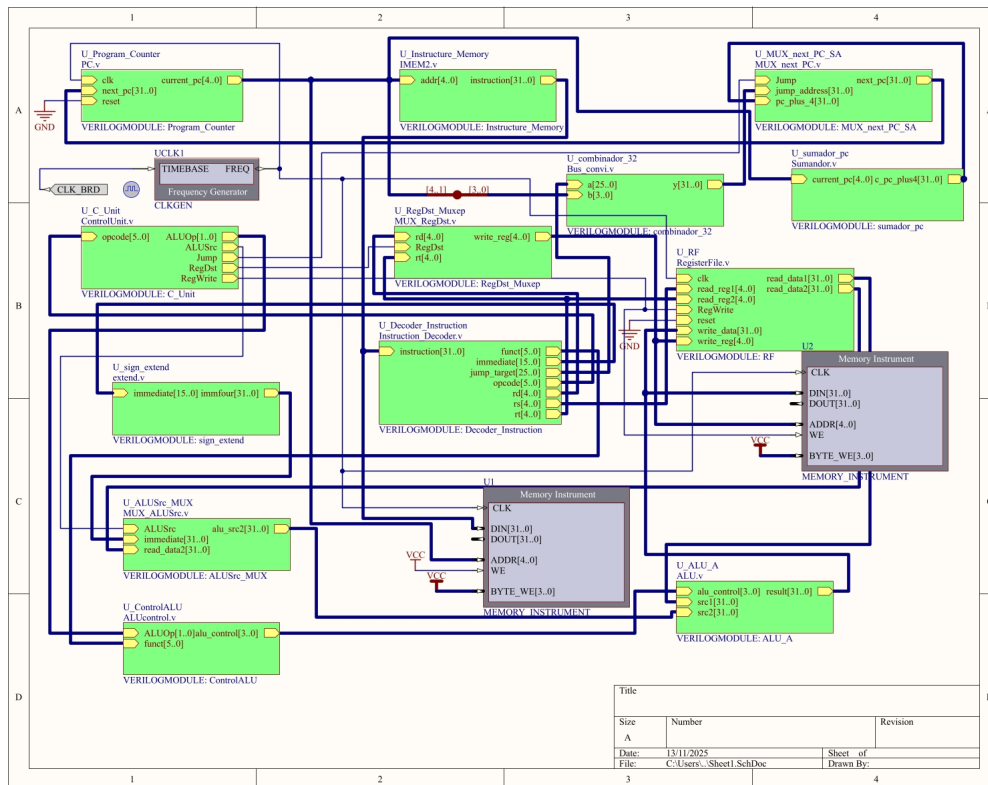 1 2 3 4
A
B
C
D
U_Program_Counter
PC.v
clk current_pc[4..0]
next_pc[31..0]
reset
VERILOGMODULE: Program_Counter
GND
U_Instructure_Memory
IMEM2.v
addr[4..0] instruction[31..0]
VERILOGMODULE: Instructure_Memory
U_MUX_next_PC_SA
MUX_next PC.v
Jump next_pc[31..0]
jump_address[31..0]
pc_plus_4[31..0]
VERILOGMODULE: MUX_next_PC_SA
UCLK1
TIMEBASE FREQ
Frequency Generator
CLKGEN
CLK_BRD
U_combinador_32
Bus_convi.v
a[25..0] y[31..0]
b[3..0]
VERILOGMODULE: combinador_32
[4..1] [3..0]
U_sumador_pc
Sumandor.v
current_pc[4..0] c_pc_plus4[31..0]
VERILOGMODULE: sumador_pc
U_C_Unit
ControlUnit.v
opcode[5..0] ALUOp[1..0]
ALUSrc
Jump
RegDst
RegWrite
VERILOGMODULE: C_Unit
U_RegDst_Muxep
MUX_RegDst.v
rd[4..0] write_reg[4..0]
RegDst
rt[4..0]
VERILOGMODULE: RegDst_Muxep
U_RF
RegisterFile.v
clk read_data1[31..0]
read_reg1[4..0] read_data2[31..0]
read_reg2[4..0]
RegWrite
reset
write_data[31..0]
write_reg[4..0]
VERILOGMODULE: RF
GND
U_Decoder_Instruction
Instruction_Decoder.v
instruction[31..0] funct[5..0]
immediate[15..0]
jump_target[25..0]
opcode[5..0]
rd[4..0]
rs[4..0]
rt[4..0]
VERILOGMODULE: Decoder_Instruction
U2
Memory Instrument
CLK
DIN[31..0]
DOUT[31..0]
ADDR[4..0]
WE
BYTE_WE[3..0]
MEMORY_INSTRUMENT
VCC
U_sign_extend
extend.v
immediate[15..0] immfour[31..0]
VERILOGMODULE: sign_extend
U_ALUSrc_MUX
MUX_ALUSrc.v
ALUSrc alu_src2[31..0]
immediate[31..0]
read_data2[31..0]
VERILOGMODULE: ALUSrc_MUX
U1
Memory Instrument
CLK
DIN[31..0]
DOUT[31..0]
ADDR[4..0]
WE
BYTE_WE[3..0]
MEMORY_INSTRUMENT
VCC
VCC
U_ALU_A
ALU.v
alu_control[3..0] result[31..0]
src1[31..0]
src2[31..0]
VERILOGMODULE: ALU_A
U_ControlALU
ALUcontrol.v
ALUOp[1..0]alu_control[3..0]
funct[5..0]
VERILOGMODULE: ControlALU
Title
Size Number Revision
A
Date: 13/11/2025 Sheet of
File: C:\Users\..\Sheet1.SchDoc Drawn By:
1 2 3 4